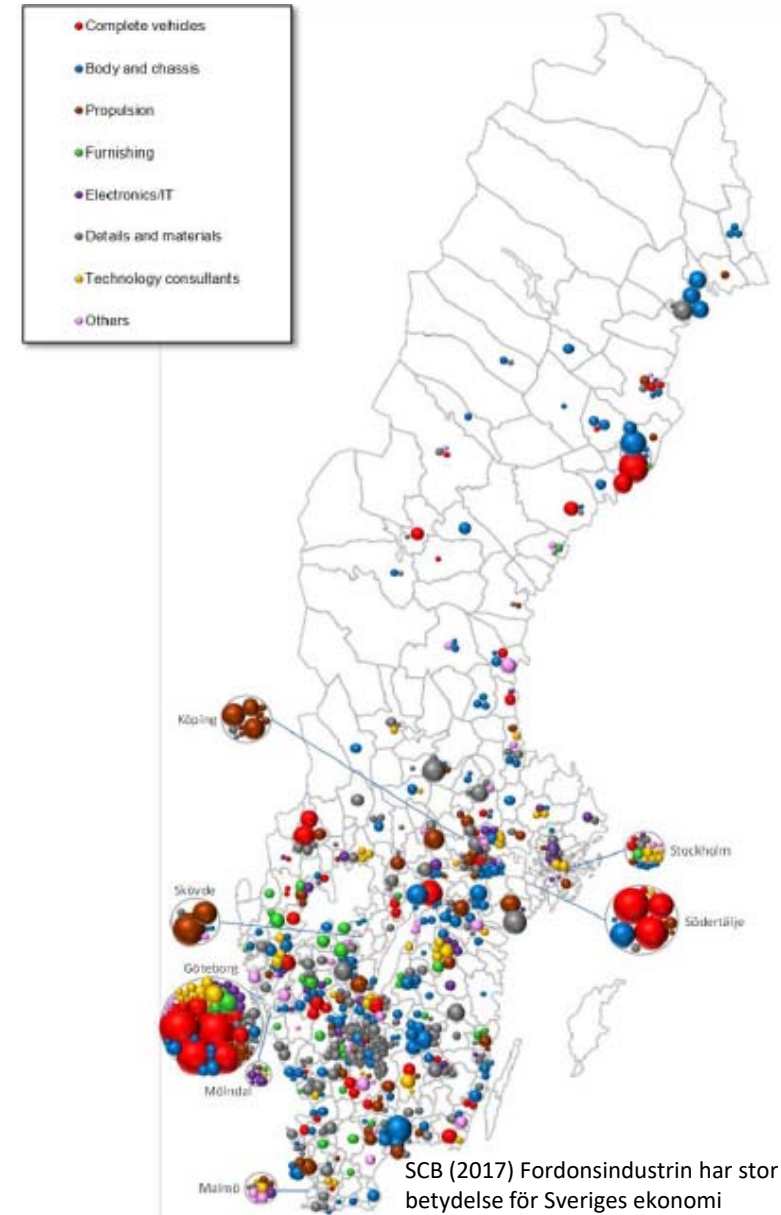 Complete vehicles
Body and chassis
Propulsion
Furnishing
Electronics/IT
Details and materials
Technology consultants
Others
Köping
Stockholm
Skövde
Södertälje
Göteborg
Mölndal
Malmö
SCB (2017) Fordonsindustrin har stor
betydelse för Sveriges ekonomi